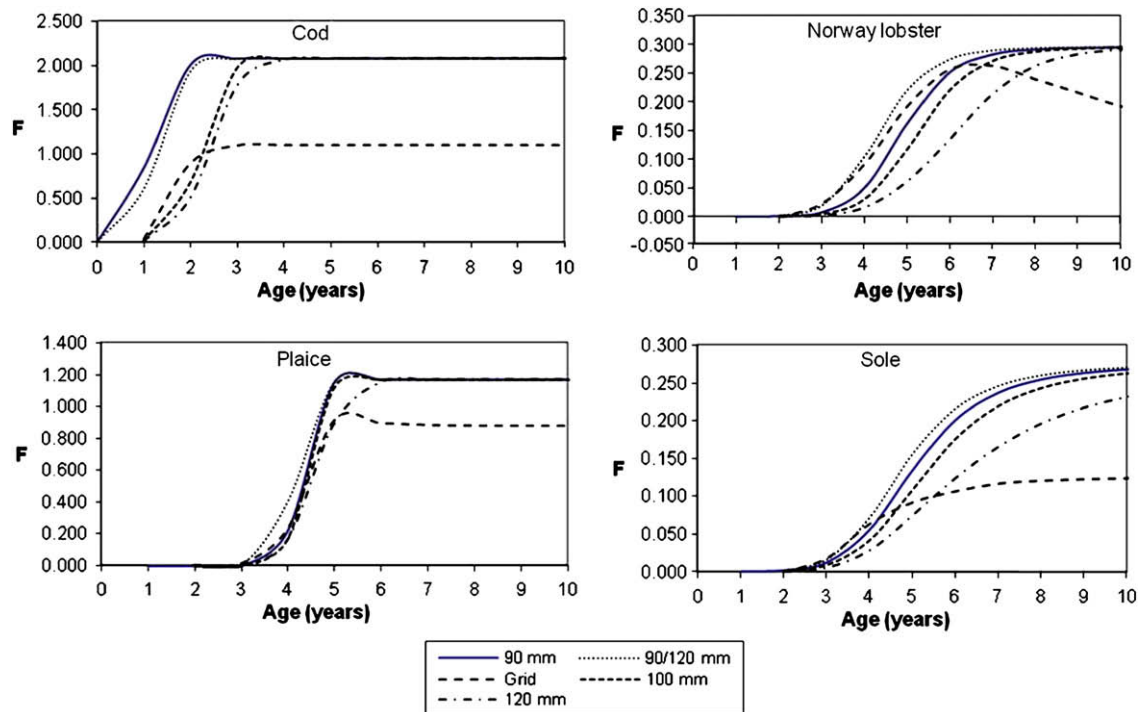 Cod
2.500
2.000
1.500
1.000
0.500
0.000
F
0 1 2 3 4 5 6 7 8 9 10
Age (years)
Norway lobster
0.350
0.300
0.250
0.200
0.150
0.100
0.050
0.000
-0.050
F
0 1 2 3 4 5 6 7 8 9 10
Age (years)
Plaice
1.400
1.200
1.000
0.800
0.600
0.400
0.200
0.000
F
0 1 2 3 4 5 6 7 8 9 10
Age (years)
Sole
0.300
0.250
0.200
0.150
0.100
0.050
0.000
F
0 1 2 3 4 5 6 7 8 9 10
Age (years)
90 mm 90/120 mm
Grid 100 mm
120 mm